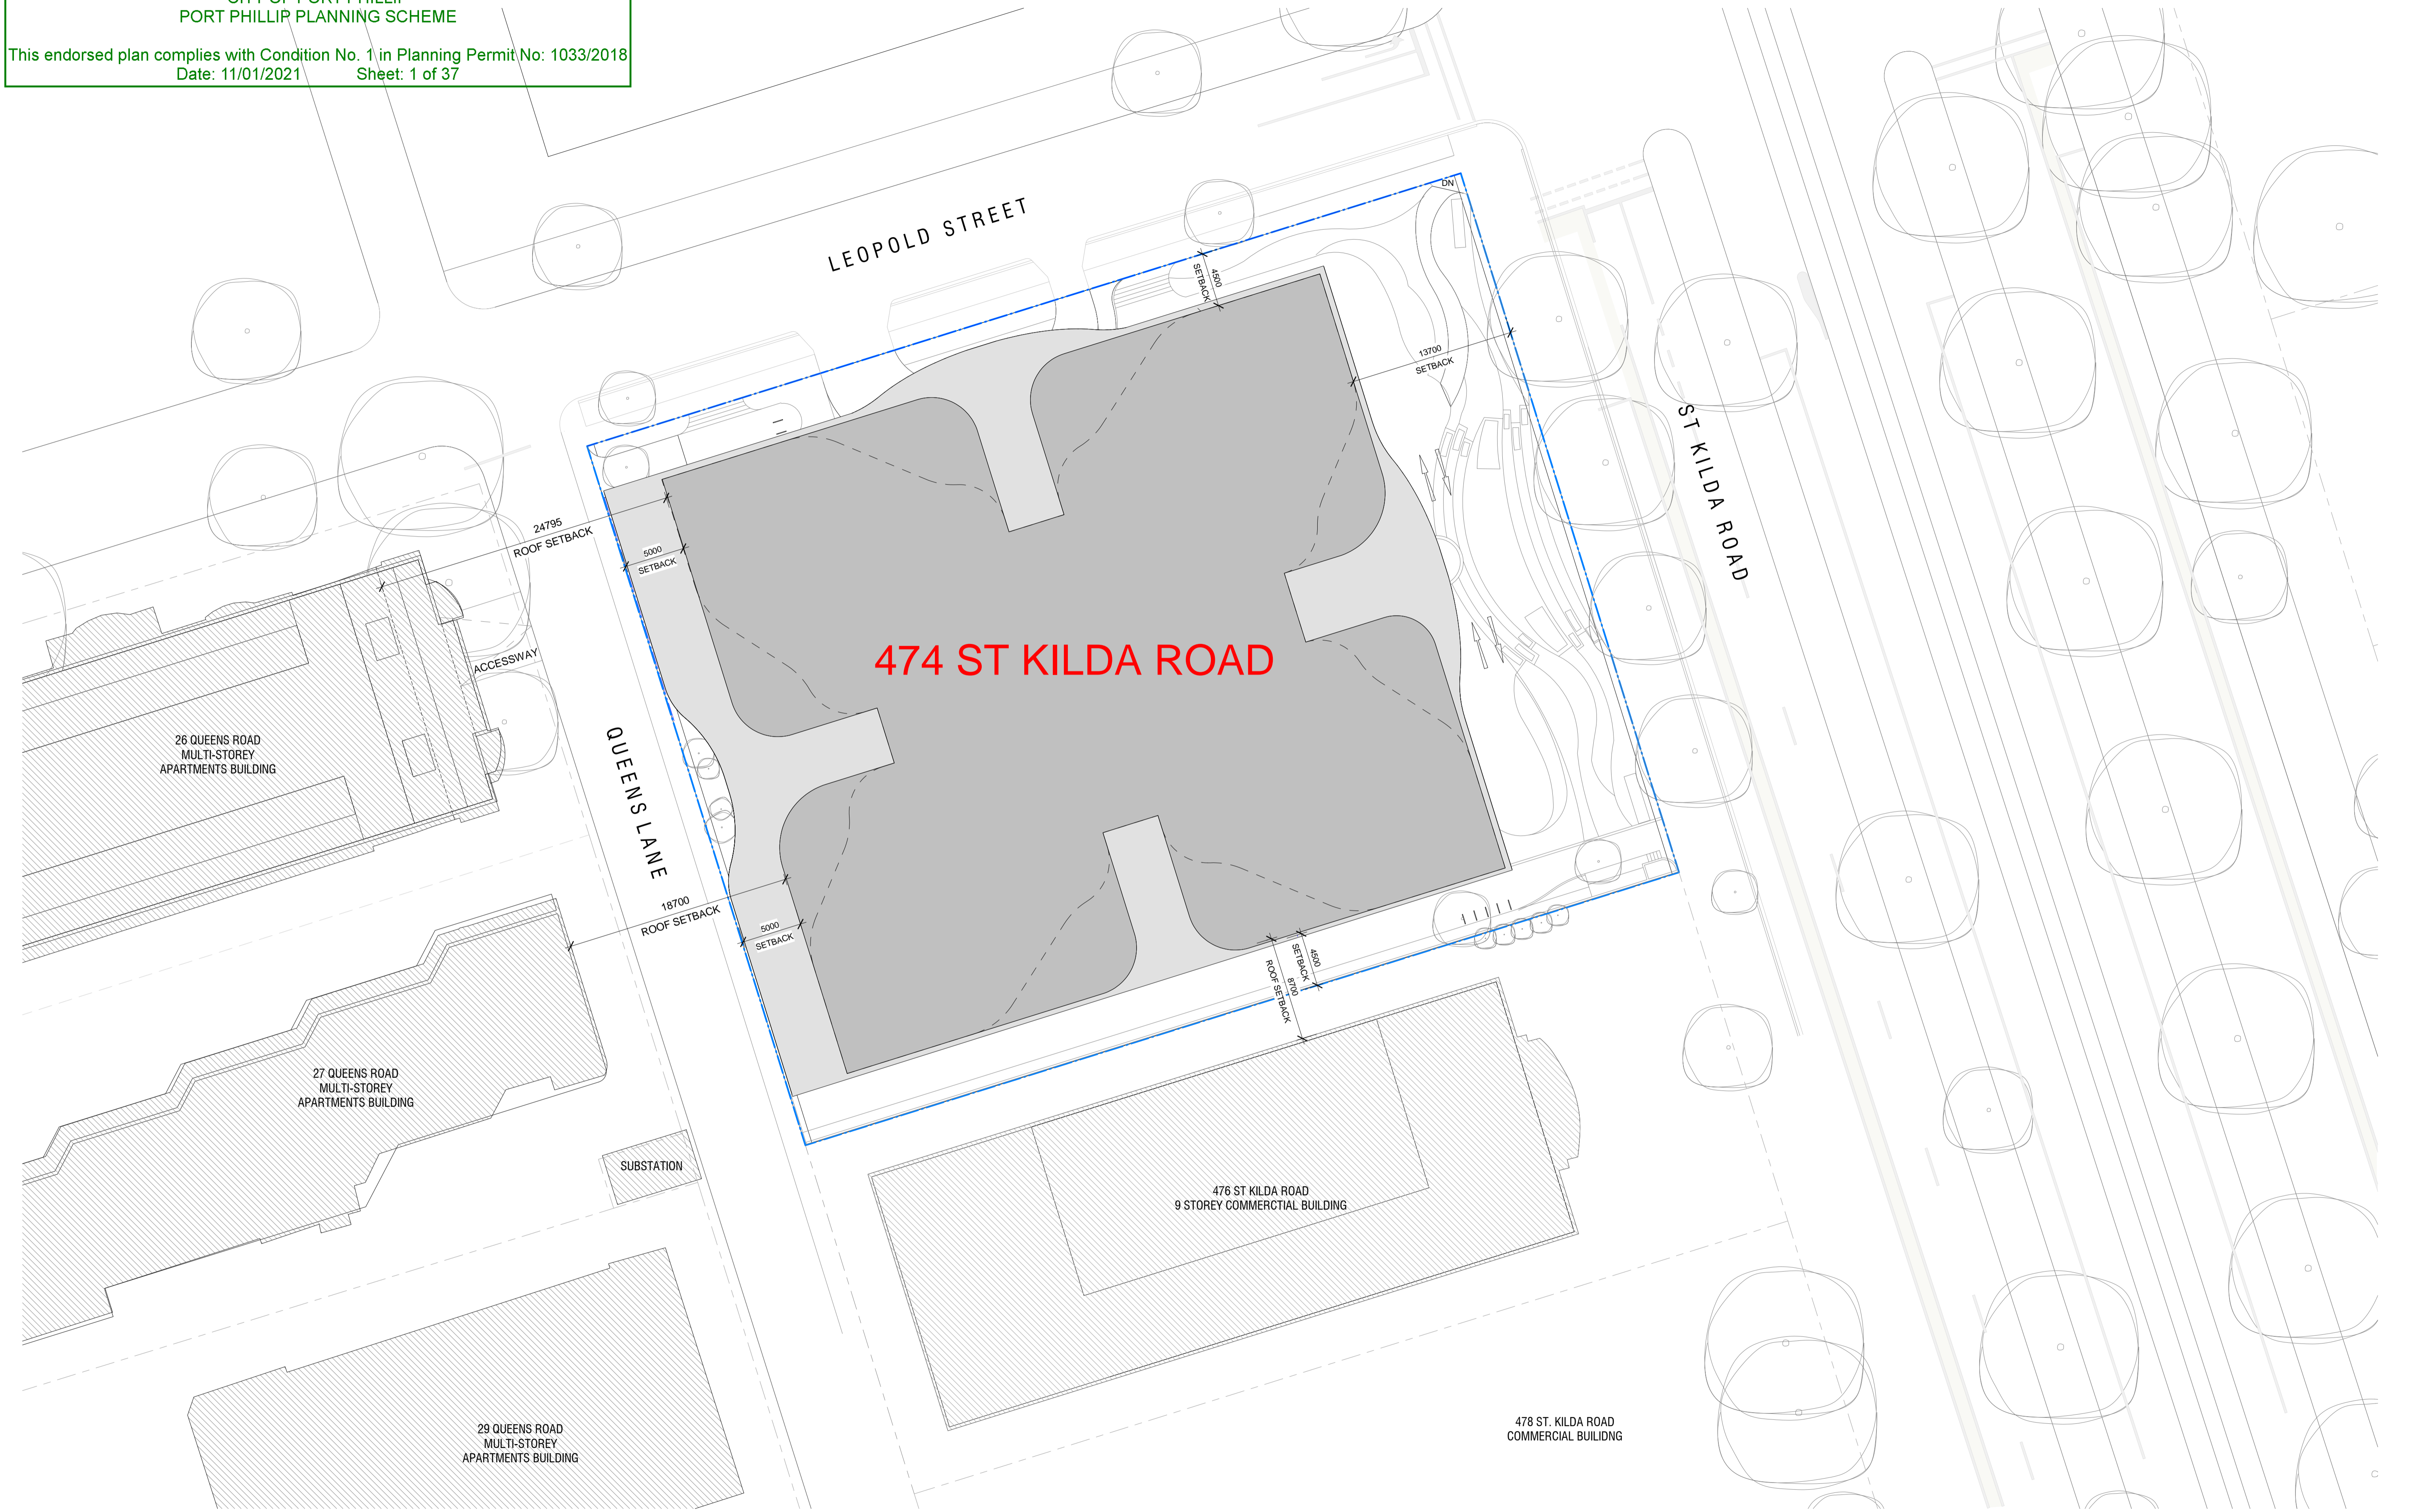 CITY OF PORT PHILLIP
PORT PHILLIP PLANNING SCHEME
This endorsed plan complies with Condition No. 1 in Planning Permit No: 1033/2018
Date: 11/01/2021 Sheet: 1 of 37
LEOPOLD STREET
DN
4500
SETBACK
13700
SETBACK
ST KILDA ROAD
24795
ROOF SETBACK
5000
SETBACK
474 ST KILDA ROAD
ACCESSWAY
26 QUEENS ROAD
MULTI-STOREY
APARTMENTS BUILDING
QUEENS LANE
18700
ROOF SETBACK
5000
SETBACK
4500
SETBACK
8700
ROOF SETBACK
27 QUEENS ROAD
MULTI-STOREY
APARTMENTS BUILDING
SUBSTATION
476 ST KILDA ROAD
9 STOREY COMMERCTIAL BUILDING
29 QUEENS ROAD
MULTI-STOREY
APARTMENTS BUILDING
478 ST. KILDA ROAD
COMMERCIAL BUILIDNG